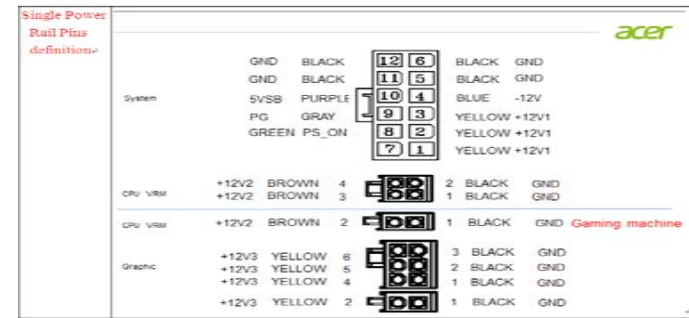 Single Power
Rail Pins
definition
acer
GND BLACK 12 6 BLACK GND
GND BLACK 11 5 BLACK GND
System 5VSB PURPLE 10 4 BLUE -12V
PG GRAY 9 3 YELLOW +12V1
GREEN PS_ON 8 2 YELLOW +12V1
7 1 YELLOW +12V1
+12V2 BROWN 4 2 BLACK GND
CPU VRM +12V2 BROWN 3 1 BLACK GND
CPU VRM +12V2 BROWN 2 1 BLACK GND Gaming machine
+12V3 YELLOW 6 3 BLACK GND
Graphic +12V3 YELLOW 5 2 BLACK GND
+12V3 YELLOW 4 1 BLACK GND
+12V3 YELLOW 2 1 BLACK GND